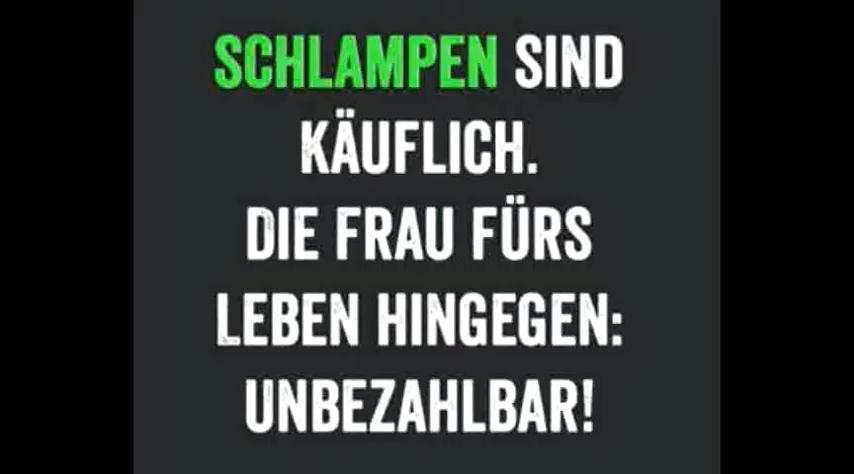 SCHLAMPEN SIND
KÄUFLICH.
DIE FRAU FÜRS
LEBEN HINGEGEN:
UNBEZAHLBAR!